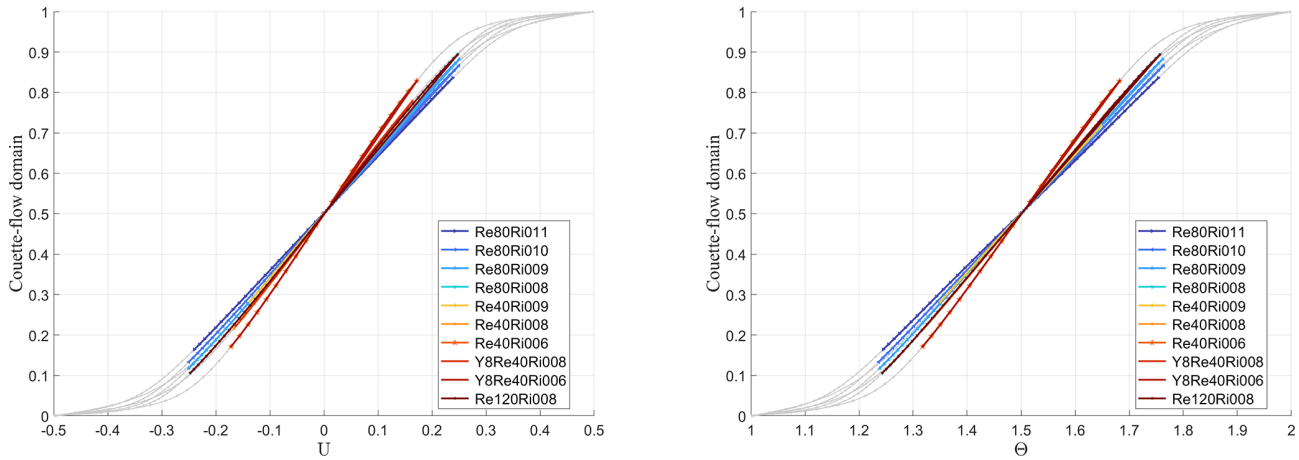 Couette-flow domain
1
0.9
0.8
0.7
0.6
0.5
0.4
0.3
0.2
0.1
0
-0.5 -0.4 -0.3 -0.2 -0.1 0 0.1 0.2 0.3 0.4 0.5
U
Re80Ri011
Re80Ri010
Re80Ri009
Re80Ri008
Re40Ri009
Re40Ri008
Re40Ri006
Y8Re40Ri008
Y8Re40Ri006
Re120Ri008
Couette-flow domain
1
0.9
0.8
0.7
0.6
0.5
0.4
0.3
0.2
0.1
0
1 1.1 1.2 1.3 1.4 1.5 1.6 1.7 1.8 1.9 2
Θ
Re80Ri011
Re80Ri010
Re80Ri009
Re80Ri008
Re40Ri009
Re40Ri008
Re40Ri006
Y8Re40Ri008
Y8Re40Ri006
Re120Ri008